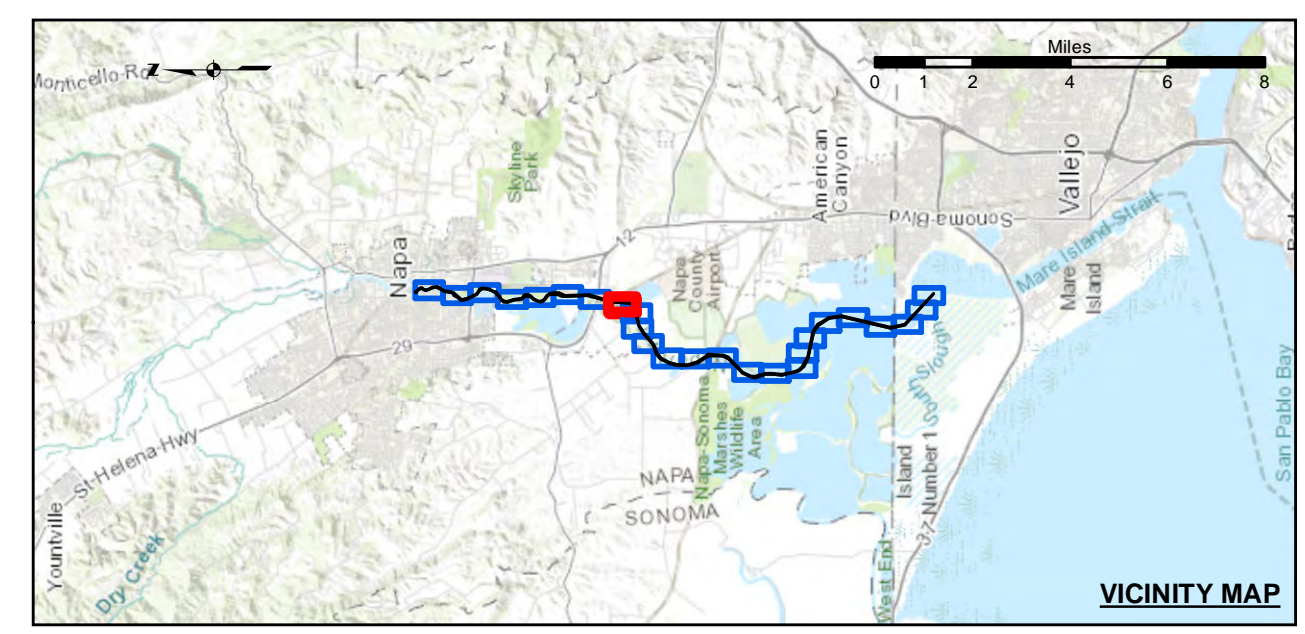 Miles
0 1 2 4 6 8
Monticello-Rd
Z
Skyline
Park
American
Canyon
Vallejo
Sonoma-Blvd
Mare Island-Strait
Mare
Island
12
Napa
Napa
County
Airport
29
St-Helena-Hwy
Napa-Sonoma
Marshes
Wildlife
Area
South Slough
Island
Number 1
37
San Pablo Bay
NAPA
SONOMA
Yountville
Dry Creek
West End
VICINITY MAP